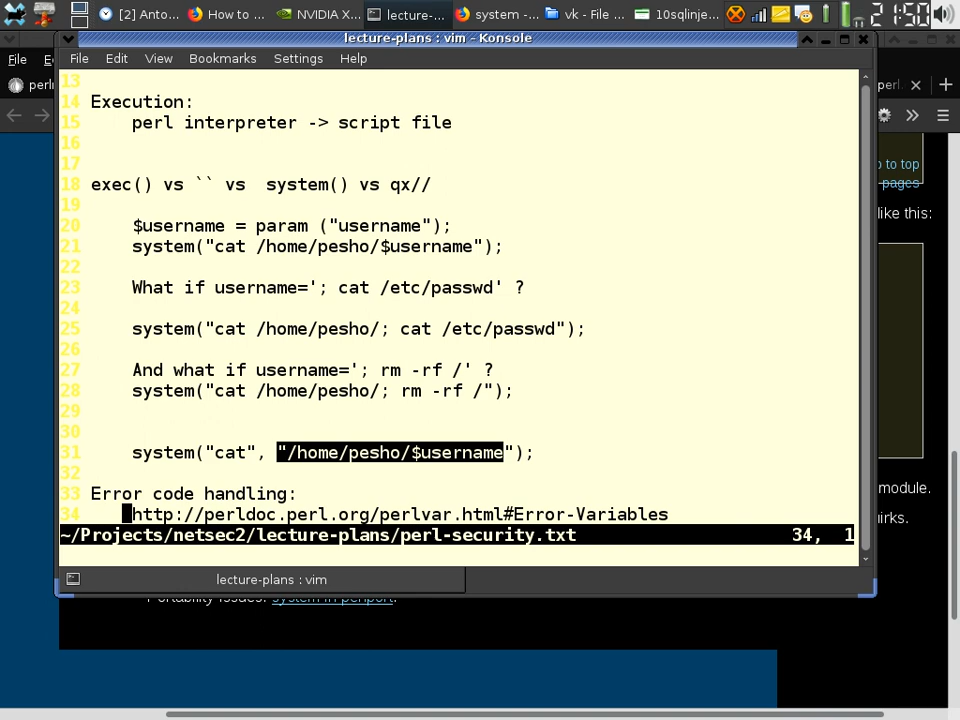 [2] Anto...
How to ...
NVIDIA X...
lecture-...
system -...
vk - File ...
10sqlinje...
2 1:50
lecture-plans : vim - Konsole
File Edit View Bookmarks Settings Help
File
13
14 Execution:
15 perl interpreter -> script file
16
17
18 exec() vs `` vs  system() vs qx//
19
20 $username = param ("username");
21 system("cat /home/pesho/$username");
22
23 What if username='; cat /etc/passwd' ?
24
25 system("cat /home/pesho/; cat /etc/passwd");
26
27 And what if username='; rm -rf /' ?
28 system("cat /home/pesho/; rm -rf /");
29
30
31 system("cat", "/home/pesho/$username");
32
33 Error code handling:
34 http://perldoc.perl.org/perlvar.html#Error-Variables
~/Projects/netsec2/lecture-plans/perl-security.txt 34, 1
lecture-plans : vim
perl.
to top
pages
like this:
module.
Portability issues: system in perlport.